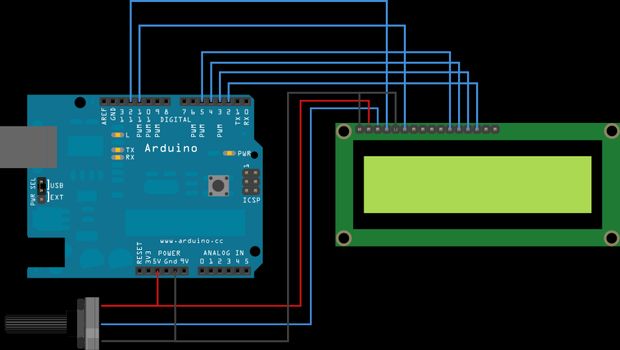 AREF
GND
13
12
11
10
9
8
7
6
5
4
3
2
1
0
PWM
PWM
PWM
PWM
PWM
PWM
TX
RX
DIGITAL
L
TX
RX
Arduino
PWR
ICSP
PWR SEL
USB
EXT
www.arduino.cc
RESET
3V3
POWER
5V Gnd 9V
ANALOG IN
0 1 2 3 4 5